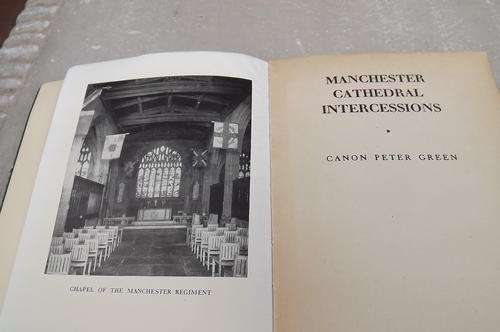 CHAPEL OF THE MANCHESTER REGIMENT
MANCHESTER
CATHEDRAL
INTERCESSIONS
CANON PETER GREEN